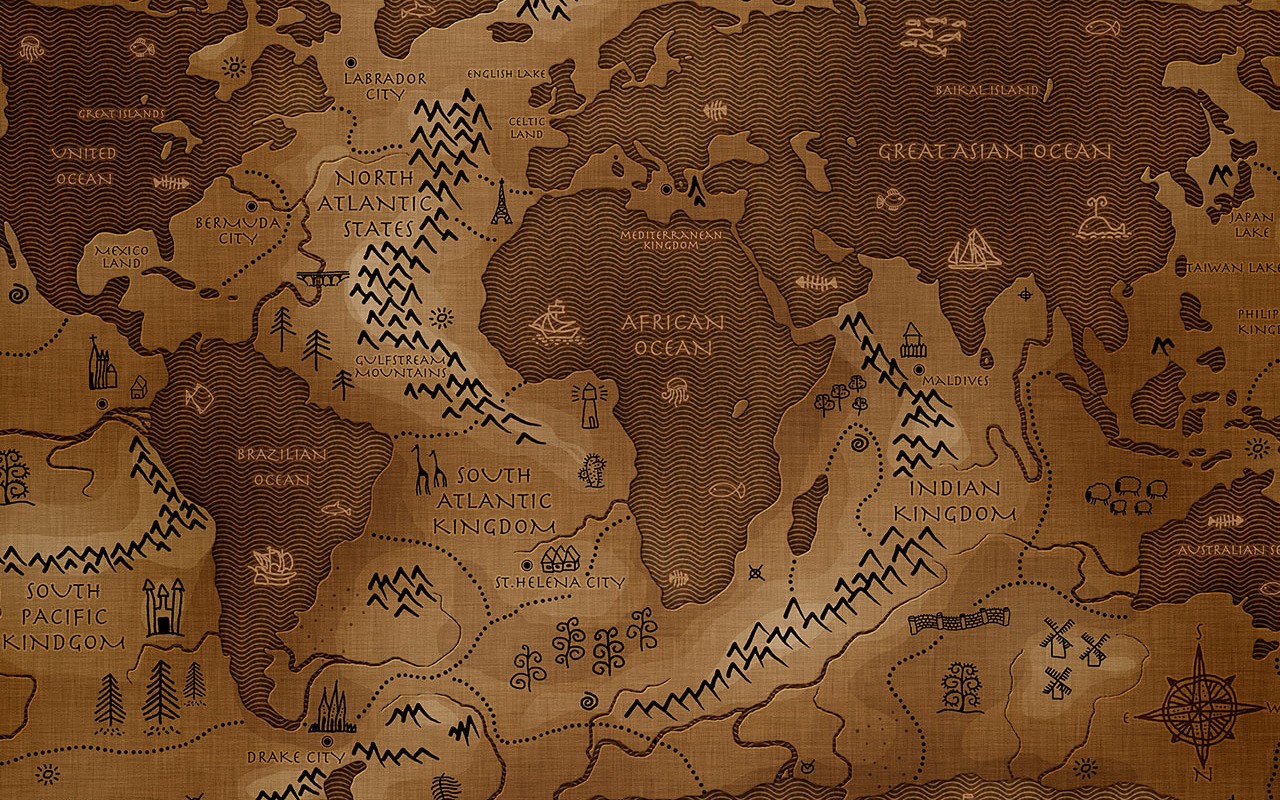 LABRADOR
CITY
ENGLISH LAKE
GREAT ISLANDS
UNITED
OCEAN
CELTIC
LAND
BAIKAL ISLAND
GREAT ASIAN OCEAN
NORTH
ATLANTIC
STATES
BERMUDA
CITY
MEXICO
LAND
MEDITERRANEAN
KINGDOM
JAPAN
LAKE
TAIWAN LAKE
AFRICAN
OCEAN
PHILIP
KING
GULFSTREAM
MOUNTAINS
MALDIVES
BRAZILIAN
OCEAN
SOUTH
ATLANTIC
KINGDOM
INDIAN
KINGDOM
AUSTRALIAN SE
ST.HELENA CITY
SOUTH
PACIFIC
KINDGOM
DRAKE CITY
S
E
W
N